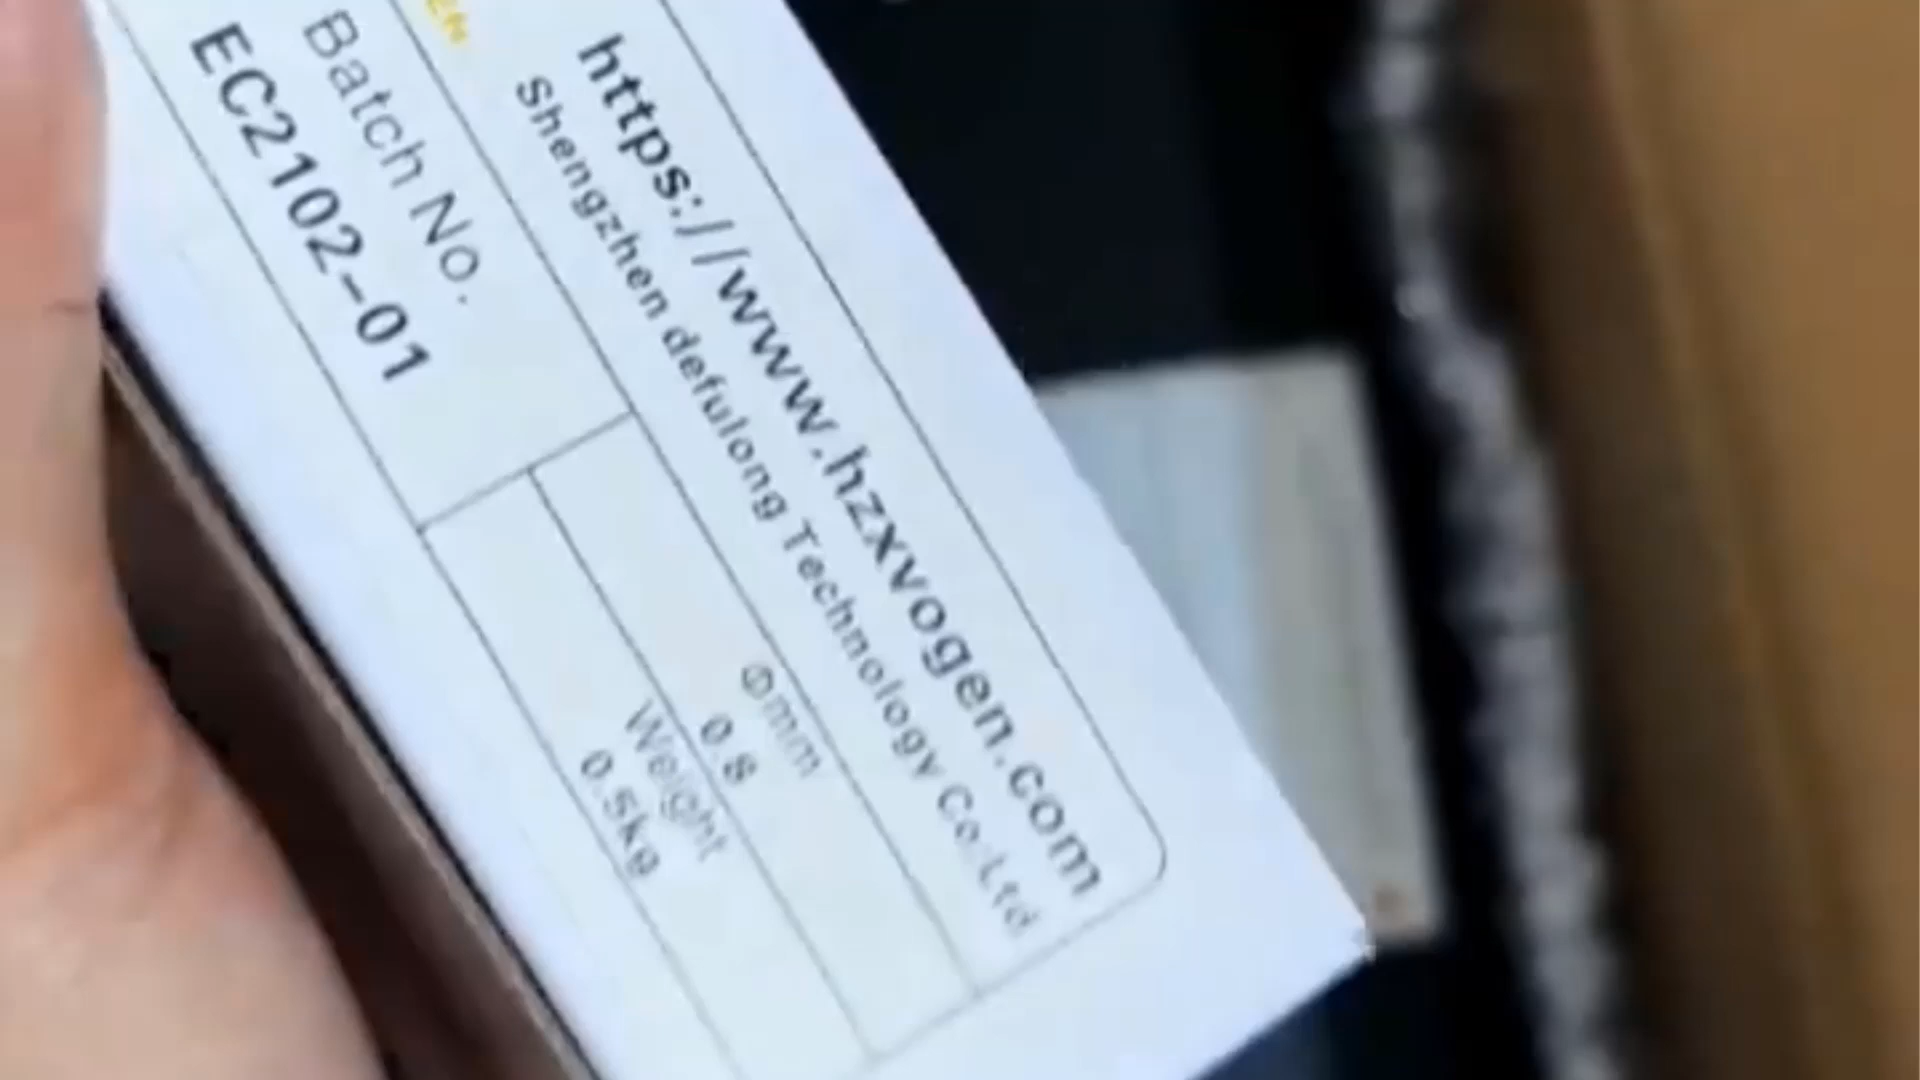 https://www.hzxvogen.com
Shengzhen defulong Technology Co.Ltd
EN
Batch No.
EC2102-01
Φmm
0.8
Weight
0.5kg